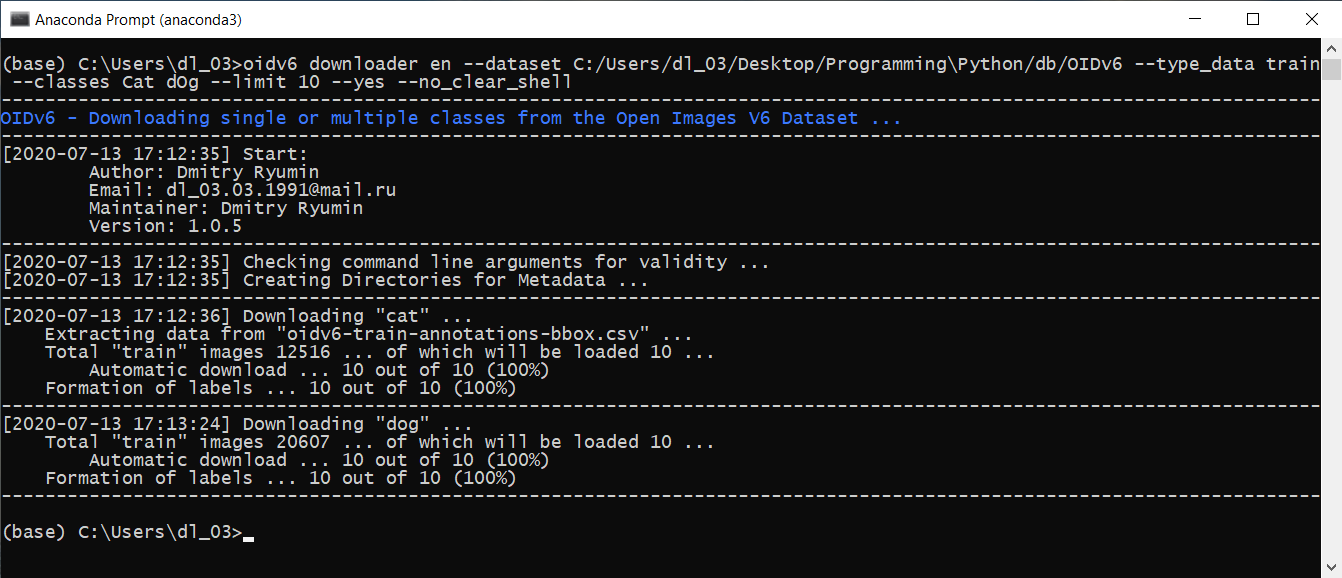 Anaconda Prompt (anaconda3)
(base) C:\Users\dl_03>oidv6 downloader en --dataset C:/Users/dl_03/Desktop/Programming\Python/db/OIDv6 --type_data train
 --classes Cat dog --limit 10 --yes --no_clear_shell
------------------------------------------------------------------------------------------------------------------------
OIDv6 - Downloading single or multiple classes from the Open Images V6 Dataset ...
------------------------------------------------------------------------------------------------------------------------
[2020-07-13 17:12:35] Start:
        Author: Dmitry Ryumin
        Email: dl_03.03.1991@mail.ru
        Maintainer: Dmitry Ryumin
        Version: 1.0.5
------------------------------------------------------------------------------------------------------------------------
[2020-07-13 17:12:35] Checking command line arguments for validity ...
[2020-07-13 17:12:35] Creating Directories for Metadata ...
------------------------------------------------------------------------------------------------------------------------
[2020-07-13 17:12:36] Downloading "cat" ...
    Extracting data from "oidv6-train-annotations-bbox.csv" ...
    Total "train" images 12516 ... of which will be loaded 10 ...
        Automatic download ... 10 out of 10 (100%)
    Formation of labels ... 10 out of 10 (100%)
------------------------------------------------------------------------------------------------------------------------
[2020-07-13 17:13:24] Downloading "dog" ...
    Total "train" images 20607 ... of which will be loaded 10 ...
        Automatic download ... 10 out of 10 (100%)
    Formation of labels ... 10 out of 10 (100%)
------------------------------------------------------------------------------------------------------------------------
(base) C:\Users\dl_03>